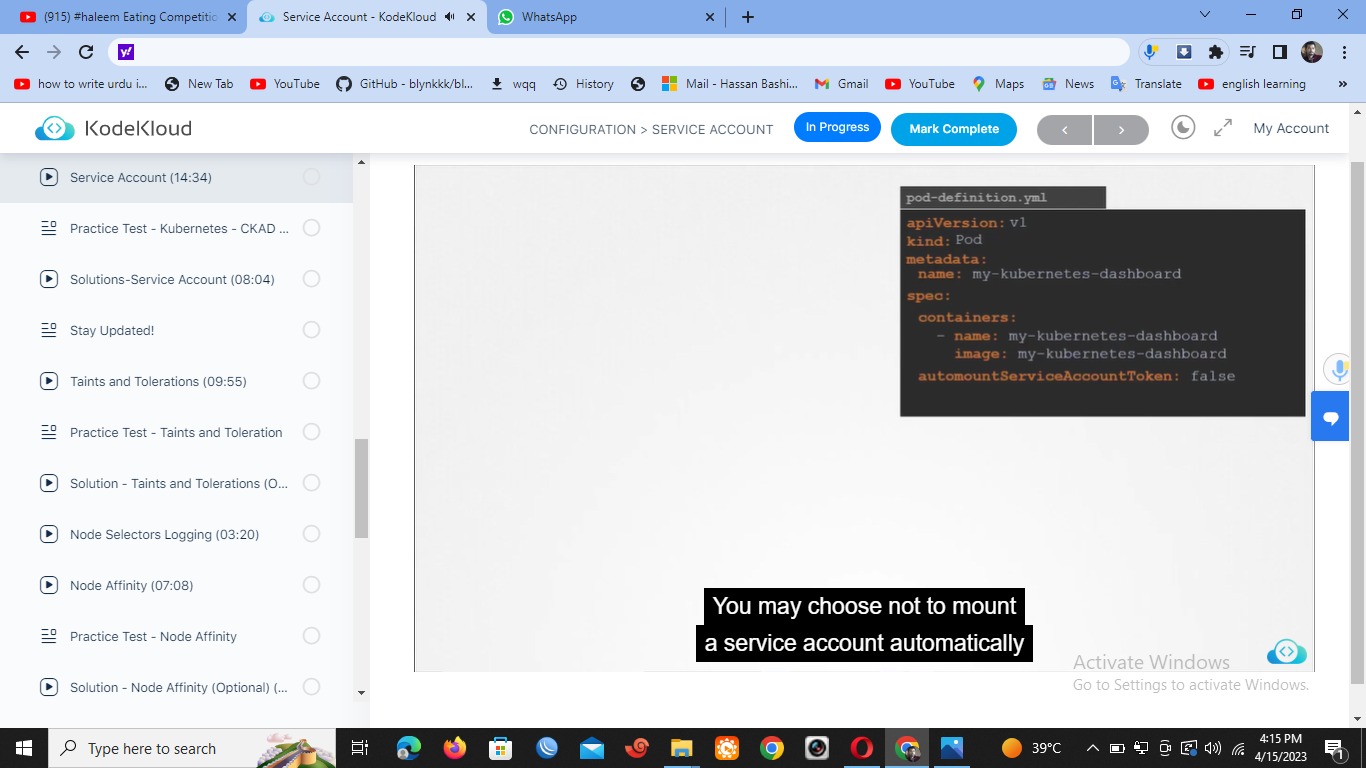 (915) #haleem Eating Competitio
Service Account - KodeKloud
WhatsApp
y!
how to write urdu i...
New Tab
YouTube
GitHub - blynkkk/bl...
wqq
History
Mail - Hassan Bashi...
Gmail
YouTube
Maps
News
Translate
english learning
»
KodeKloud
CONFIGURATION > SERVICE ACCOUNT
In Progress
Mark Complete
<
>
My Account
Service Account (14:34)
Practice Test - Kubernetes - CKAD ...
Solutions-Service Account (08:04)
Stay Updated!
Taints and Tolerations (09:55)
Practice Test - Taints and Toleration
Solution - Taints and Tolerations (O...
Node Selectors Logging (03:20)
Node Affinity (07:08)
Practice Test - Node Affinity
Solution - Node Affinity (Optional) (...
pod-definition.yml
apiVersion: v1
kind: Pod
metadata:
name: my-kubernetes-dashboard
spec:
containers:
- name: my-kubernetes-dashboard
image: my-kubernetes-dashboard
automountServiceAccountToken: false
You may choose not to mount
a service account automatically
Activate Windows
Go to Settings to activate Windows.
Type here to search
39°C
4:15 PM
4/15/2023
1